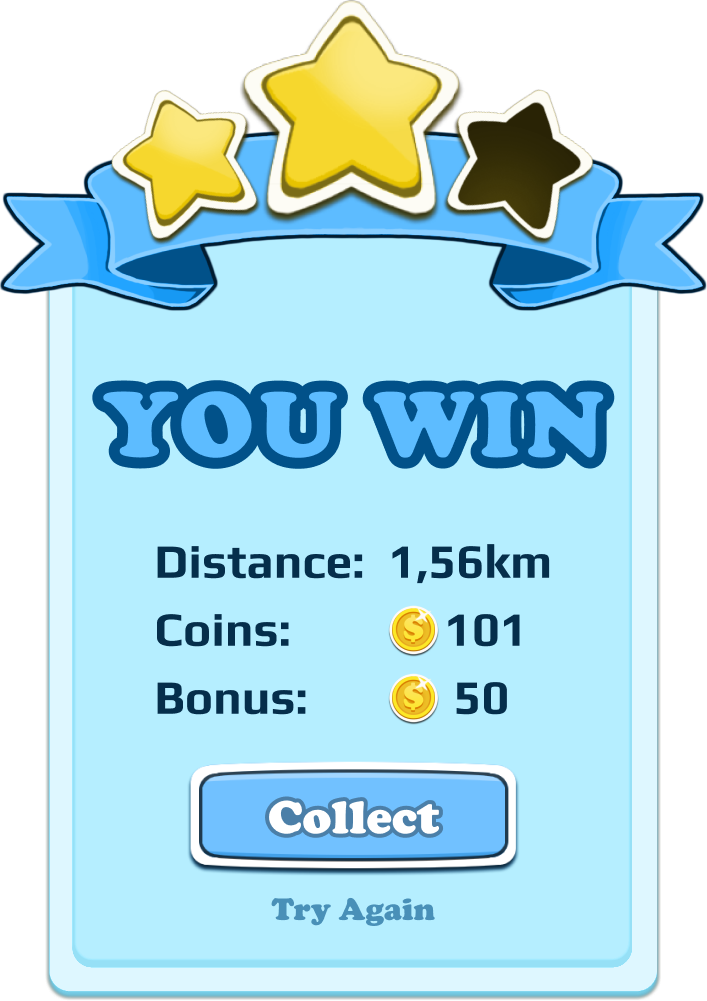 YOU WIN
Distance: 1,56km
Coins: $ 101
Bonus: $ 50
Collect
Try Again